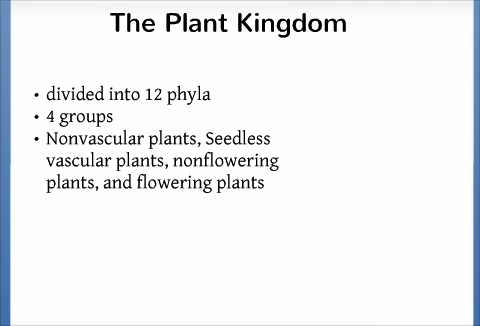 The Plant Kingdom
• divided into 12 phyla
• 4 groups
• Nonvascular plants, Seedless
vascular plants, nonflowering
plants, and flowering plants